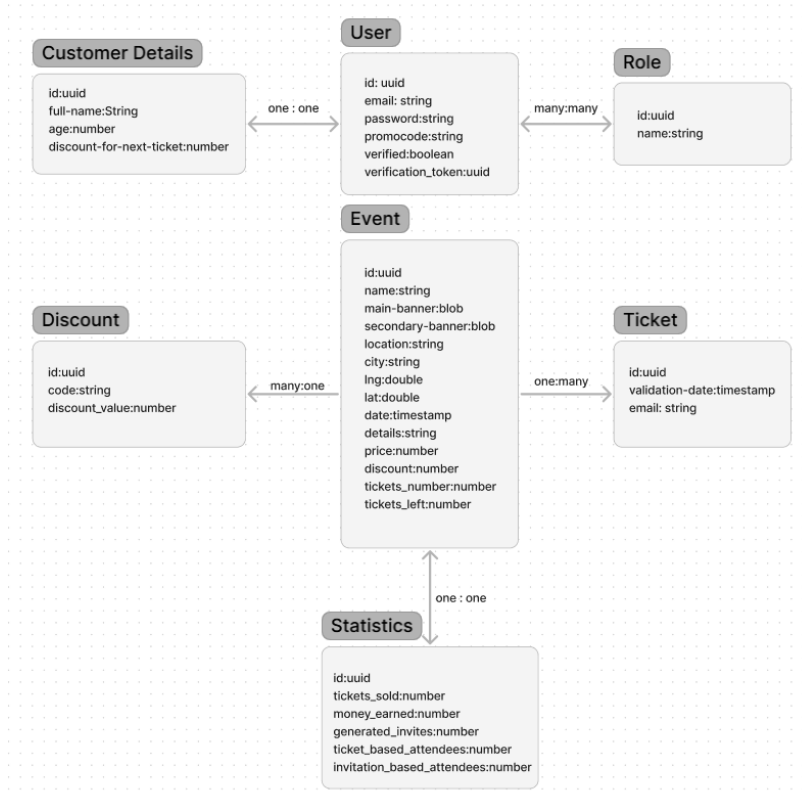 Customer Details
id:uuid
full-name:String
age:number
discount-for-next-ticket:number
one : one
User
id: uuid
email: string
password:string
promocode:string
verified:boolean
verification_token:uuid
many:many
Role
id:uuid
name:string
Event
id:uuid
name:string
main-banner:blob
secondary-banner:blob
location:string
city:string
lng:double
lat:double
date:timestamp
details:string
price:number
discount:number
tickets_number:number
tickets_left:number
Discount
id:uuid
code:string
discount_value:number
many:one
one:many
Ticket
id:uuid
validation-date:timestamp
email: string
one : one
Statistics
id:uuid
tickets_sold:number
money_earned:number
generated_invites:number
ticket_based_attendees:number
invitation_based_attendees:number